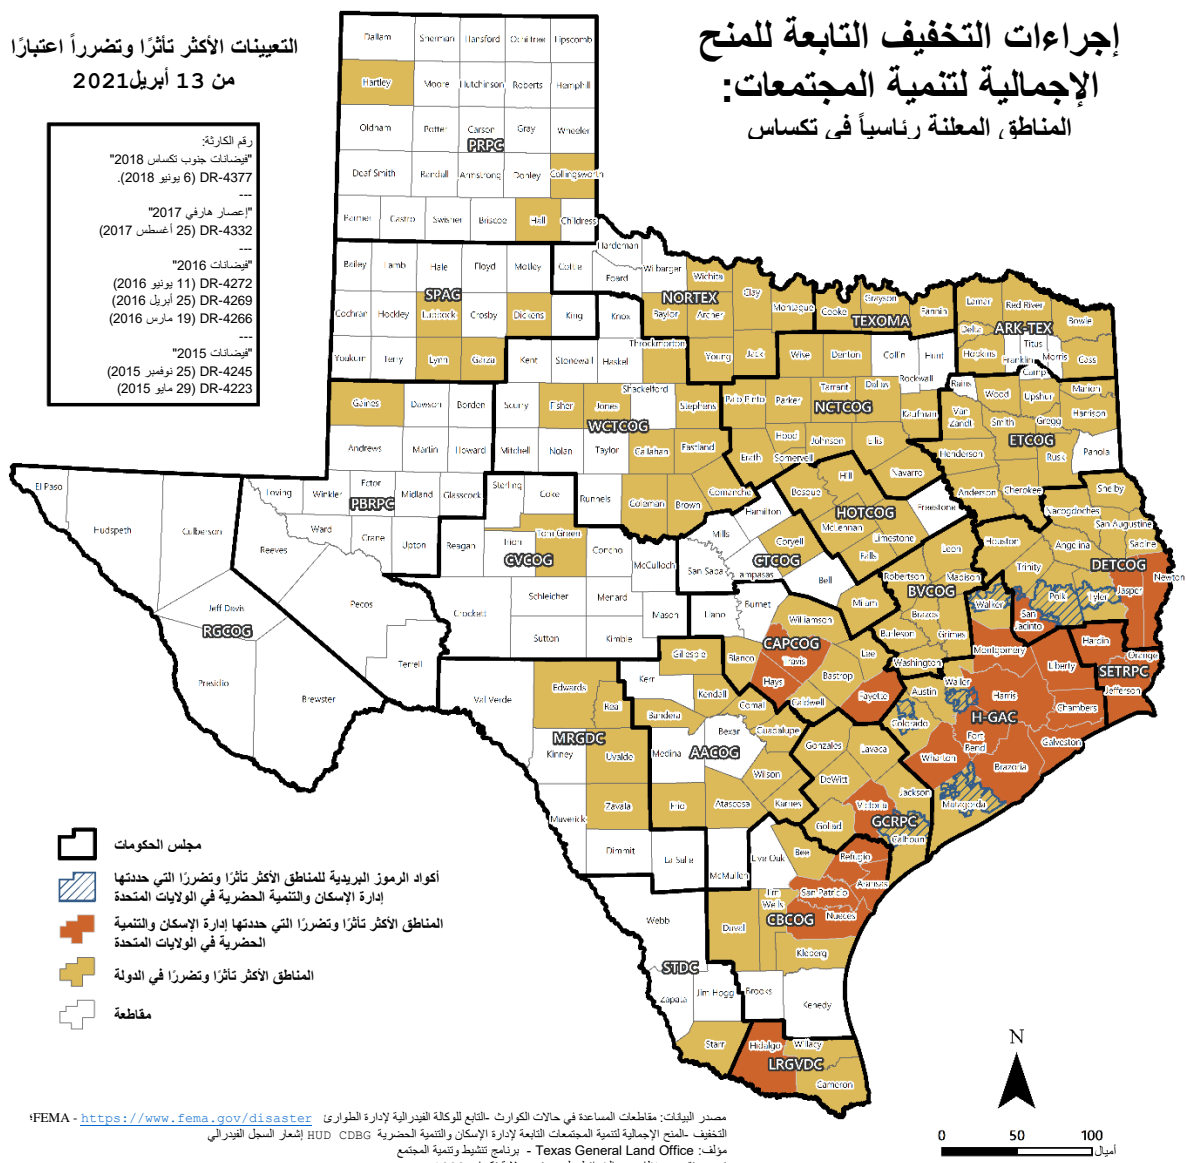 إجراءات التخفيف التابعة للمنح
الإجمالية لتنمية المجتمعات:
المناطق المعلنة رئاسياً في تكساس
التعيينات الأكثر تأثرًا وتضرراً اعتبارًا
من 13 أبريل2021
رقم الكارثة:
"فيضانات جنوب تكساس 2018"
DR-4377 (6 يونيو 2018).
---
"إعصار هارفي 2017"
DR-4332 (25 أغسطس 2017)
---
"فيضانات 2016"
DR-4272 (11 يونيو 2016)
DR-4269 (25 أبريل 2016)
DR-4266 (19 مارس 2016)
---
"فيضانات 2015"
DR-4245 (25 نوفمبر 2015)
DR-4223 (29 مايو 2015)
Dallam Sherman Hansford Ochiltree Lipscomb
Hartley Moore Hutchinson Roberts Hemphill
Oldham Potter Carson Gray Wheeler
PRPC
Deaf Smith Randall Armstrong Donley Collingsworth
Parmer Castro Swisher Briscoe Hall Childress
Bailey Lamb Hale Floyd Motley Cottle Hardeman Foard Wilbarger Wichita
SPAG NORTEX
Clay Montague Cooke Grayson Fannin
TEXOMA
Lamar Red River Bowie
ARK-TEX
Cochran Hockley Lubbock Crosby Dickens King Knox Baylor Archer
Delta Hopkins Franklin Titus Morris Cass Camp
Yoakum Terry Lynn Garza Kent Stonewall Haskel Throckmorton Young Jack Wise Denton Collin Hunt
Rockwall Rains Wood Upshur Marion
Gaines Dawson Borden Scurry Fisher Jones Shackelford Stephens Palo Pinto Parker Tarrant Dallas Kaufman
WCTCOG NCTCOG
Van Zandt Smith Gregg Harrison
ETCOG
Andrews Martin Howard Mitchell Nolan Taylor Callahan Eastland Erath Hood Somervell Johnson Ellis Navarro Henderson Rusk Panola
El Paso Hudspeth Culberson Loving Winkler Ector Midland Glasscock Sterling Coke Runnels Coleman Brown Comanche Bosque Hill
PBRPC HOTCOG
Anderson Cherokee Shelby Nacogdoches San Augustine Sabine
Reeves Ward Crane Upton Reagan Irion Tom Green Concho McCulloch Mills Hamilton Coryell McLennan Limestone Freestone Falls
CVCOG CTCOG
Leon Houston Angelina Trinity Newton Jasper
DETCOG
San Saba Bell Robertson Madison Walker Polk Tyler
BVCOG
Jeff Davis Pecos Crockett Schleicher Menard Mason Llano Burnet Williamson Milam Brazos Grimes Burleson San Jacinto
RGCOG CAPCOG
Presidio Brewster Terrell Sutton Kimble Gillespie Blanco Travis Hays Bastrop Lee Washington Montgomery Liberty Hardin Orange Jefferson
SETRPC
Val Verde Edwards Real Kerr Kendall Bandera Comal Caldwell Fayette Austin Waller Harris Chambers
H-GAC
Kinney Uvalde Medina Bexar Guadalupe Gonzales Lavaca Colorado Wharton Fort Bend Galveston Brazoria
MRGDC AACOG
Maverick Zavala Frio Atascosa Wilson Karnes DeWitt Jackson Matagorda Victoria Goliad Calhoun
GCRPC
Dimmit La Salle McMullen Live Oak Bee Refugio Aransas San Patricio Nueces
CBCOG
Jim Wells Duval Kleberg Webb
STDC
Zapata Jim Hogg Brooks Kenedy
Starr Hidalgo Willacy Cameron
LRGVDC
مجلس الحكومات
أكواد الرموز البريدية للمناطق الأكثر تأثرًا وتضررًا التي حددتها
إدارة الإسكان والتنمية الحضرية في الولايات المتحدة
المناطق الأكثر تأثرًا وتضررًا التي حددتها إدارة الإسكان والتنمية
الحضرية في الولايات المتحدة
المناطق الأكثر تأثرًا وتضررًا في الدولة
مقاطعة
N
0 50 100
أميال
مصدر البيانات: مقاطعات المساعدة في حالات الكوارث -التابع للوكالة الفيدرالية لإدارة الطوارئ FEMA - https://www.fema.gov/disaster؛
التخفيف -المنح الإجمالية لتنمية المجتمعات التابعة لإدارة الإسكان والتنمية الحضرية HUD CDBG إشعار السجل الفيدرالي
مؤلف: Texas General Land Office - برنامج تنشيط وتنمية المجتمع